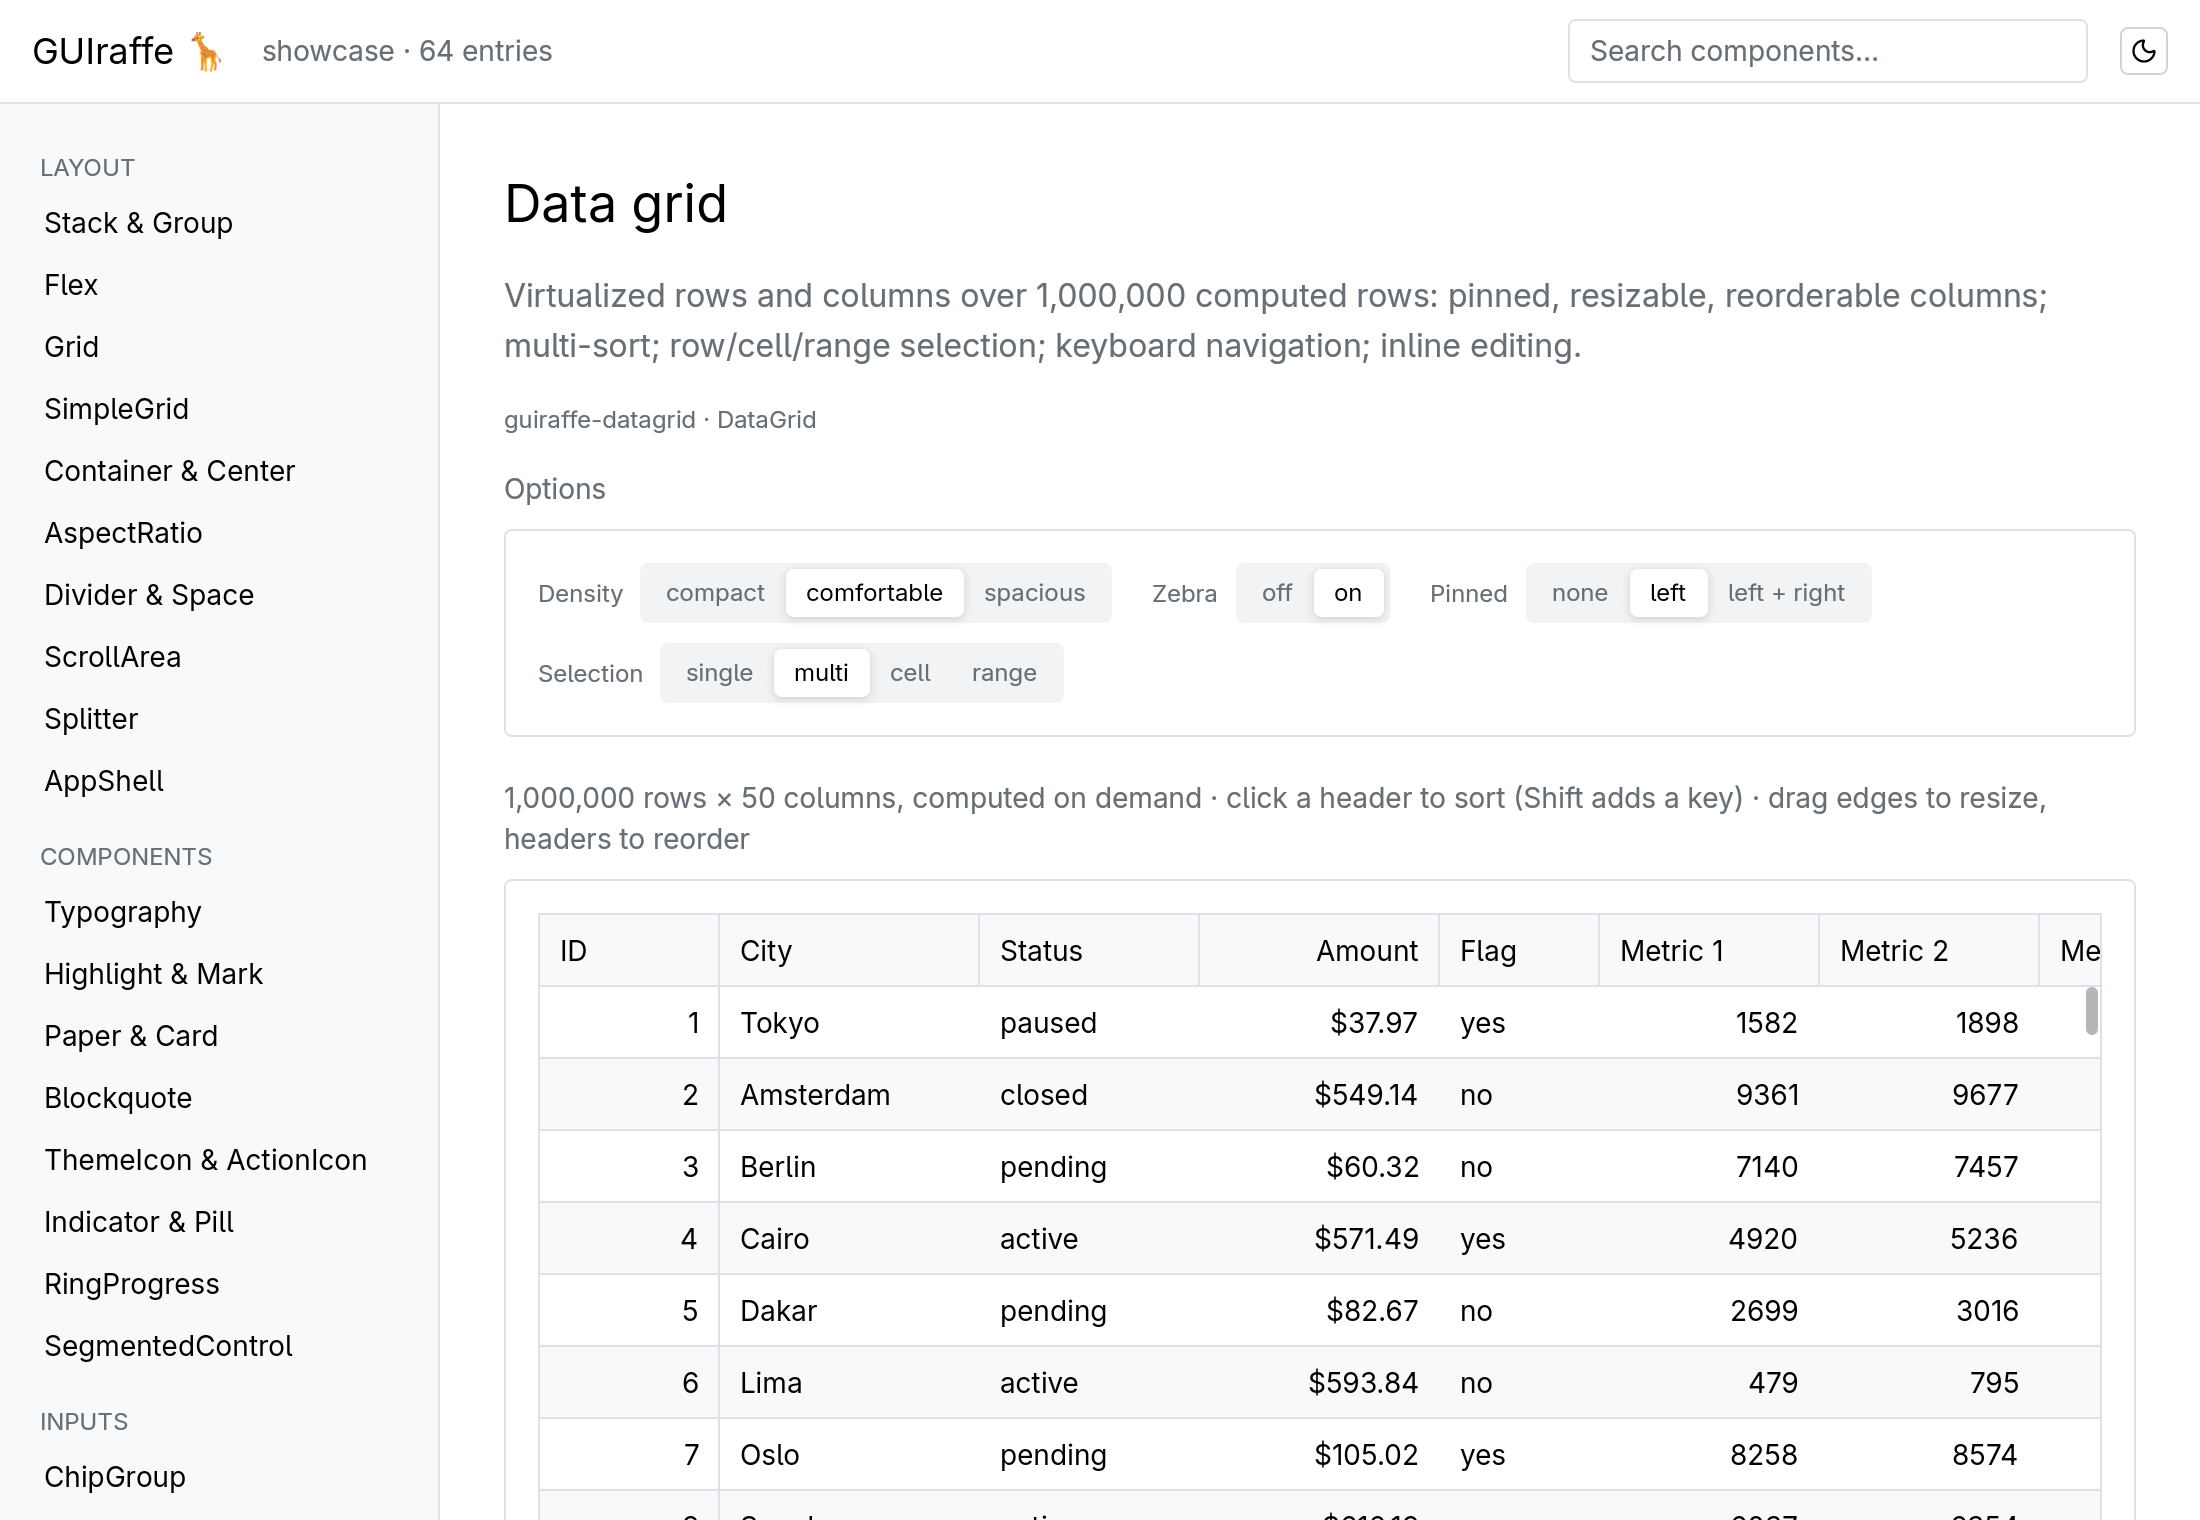 GUIraffe 🦒 showcase · 64 entries Search components...
LAYOUT
Stack & Group
Flex
Grid
SimpleGrid
Container & Center
AspectRatio
Divider & Space
ScrollArea
Splitter
AppShell
COMPONENTS
Typography
Highlight & Mark
Paper & Card
Blockquote
ThemeIcon & ActionIcon
Indicator & Pill
RingProgress
SegmentedControl
INPUTS
ChipGroup
Data grid
Virtualized rows and columns over 1,000,000 computed rows: pinned, resizable, reorderable columns;
multi-sort; row/cell/range selection; keyboard navigation; inline editing.
guiraffe-datagrid · DataGrid
Options
Density compact comfortable spacious Zebra off on Pinned none left left + right
Selection single multi cell range
1,000,000 rows × 50 columns, computed on demand · click a header to sort (Shift adds a key) · drag edges to resize,
headers to reorder
ID City Status Amount Flag Metric 1 Metric 2 Me
1 Tokyo paused $37.97 yes 1582 1898
2 Amsterdam closed $549.14 no 9361 9677
3 Berlin pending $60.32 no 7140 7457
4 Cairo active $571.49 yes 4920 5236
5 Dakar pending $82.67 no 2699 3016
6 Lima active $593.84 no 479 795
7 Oslo pending $105.02 yes 8258 8574